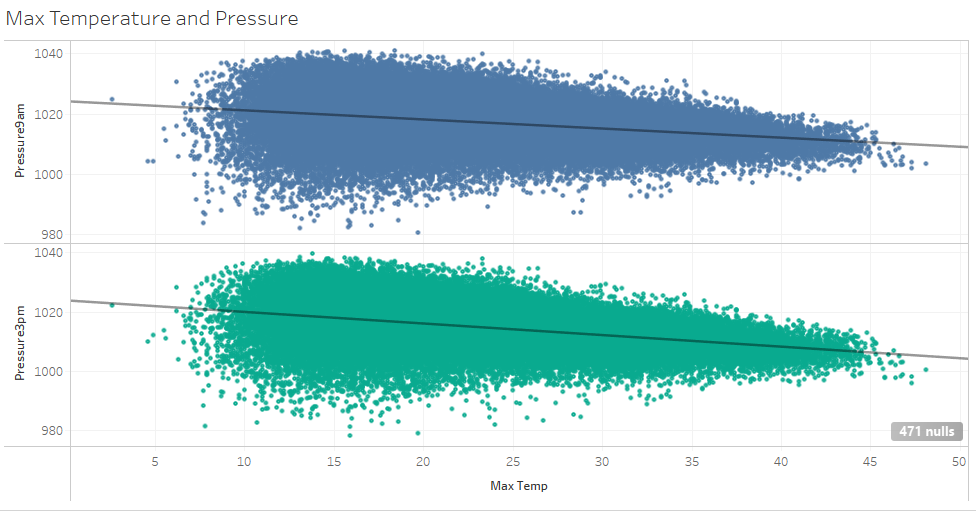 Max Temperature and Pressure
1040
1020
1000
980
Pressure9am
1040
1020
1000
980
Pressure3pm
471 nulls
5 10 15 20 25 30 35 40 45 50
Max Temp